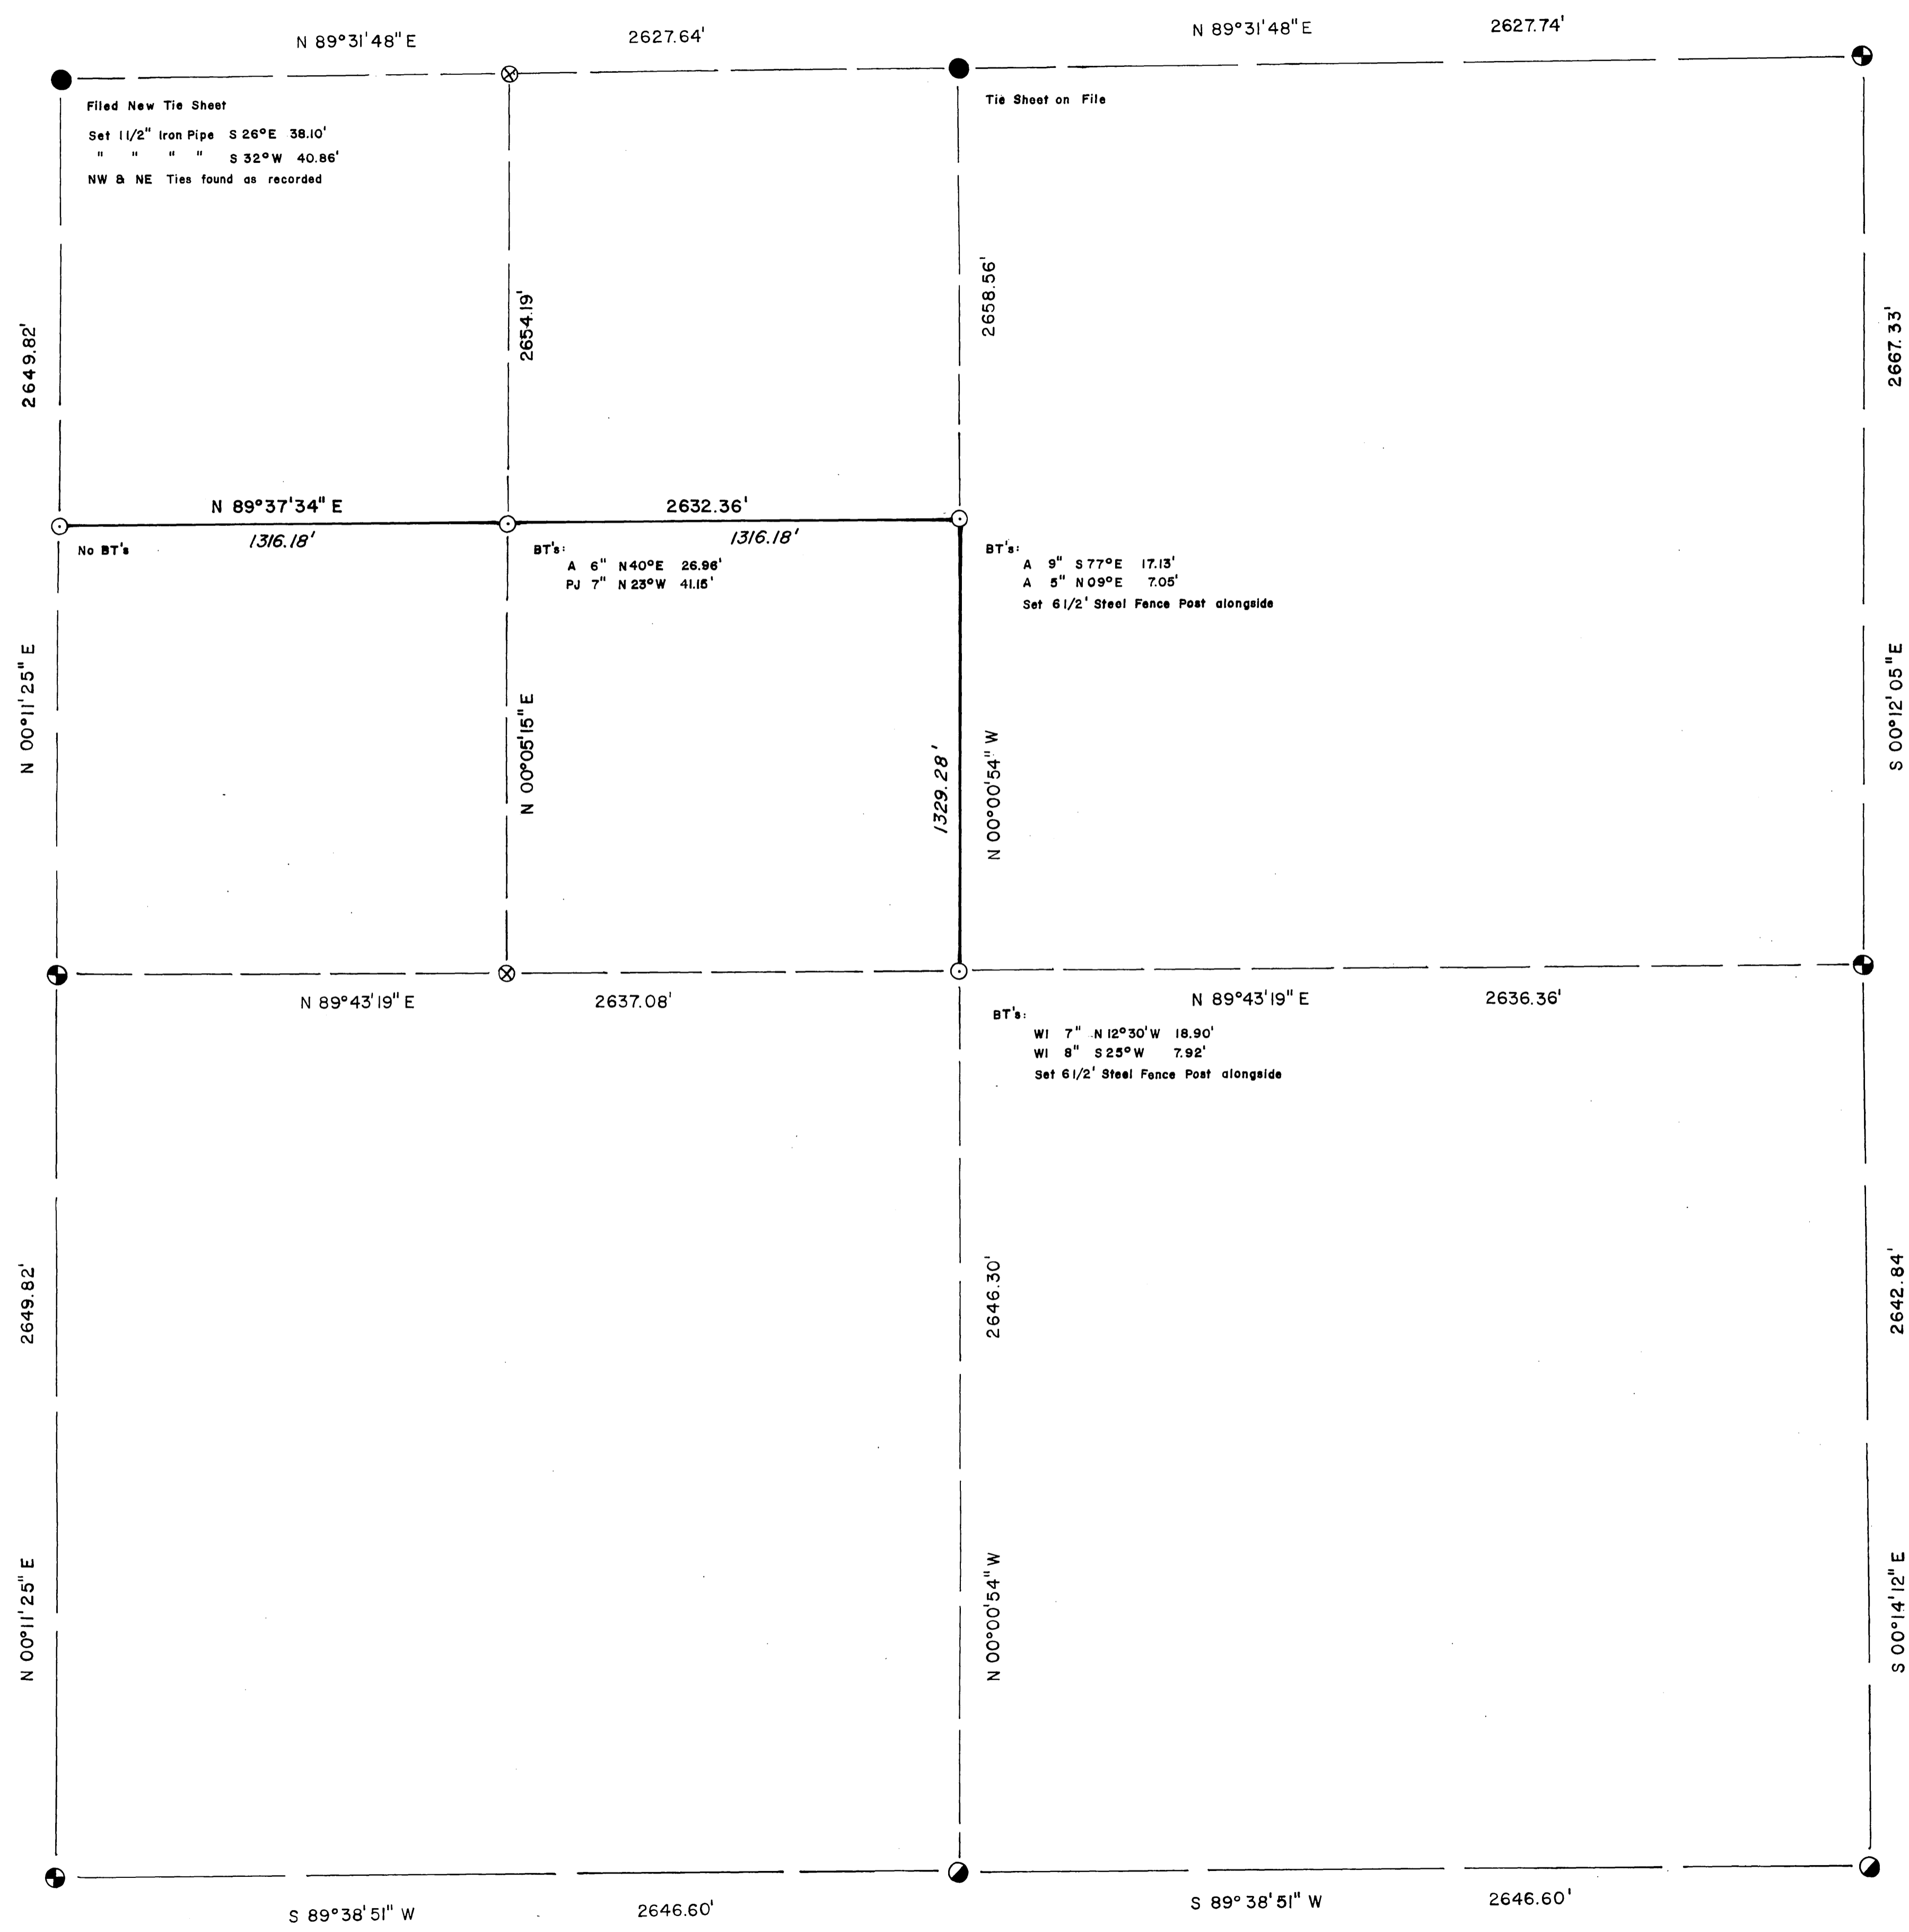 N 89°31'48" E
2627.64'
N 89°31'48" E
2627.74'
Filed New Tie Sheet
Set 1 1/2" Iron Pipe S 26°E 38.10'
" " " " S 32°W 40.86'
NW & NE Ties found as recorded
Tie Sheet on File
2649.82'
2654.19'
2658.56'
2667.33'
N 89°37'34" E
2632.36'
1316.18'
1316.18'
No BT's
BT's:
A 6" N 40°E 26.96'
PJ 7" N 23°W 41.15'
BT's:
A 9" S 77°E 17.13'
A 5" N 09°E 7.05'
Set 6 1/2' Steel Fence Post alongside
N 00°11'25" E
N 00°05'15" E
1329.28'
N 00°00'54" W
S 00°12'05" E
N 89°43'19" E
2637.08'
N 89°43'19" E
2636.36'
BT's:
WI 7" N 12°30'W 18.90'
WI 8" S 25°W 7.92'
Set 6 1/2' Steel Fence Post alongside
2649.82'
2646.30'
2642.84'
N 00°11'25" E
N 00°00'54" W
S 00°14'12" E
S 89°38'51" W
2646.60'
S 89°38'51" W
2646.60'